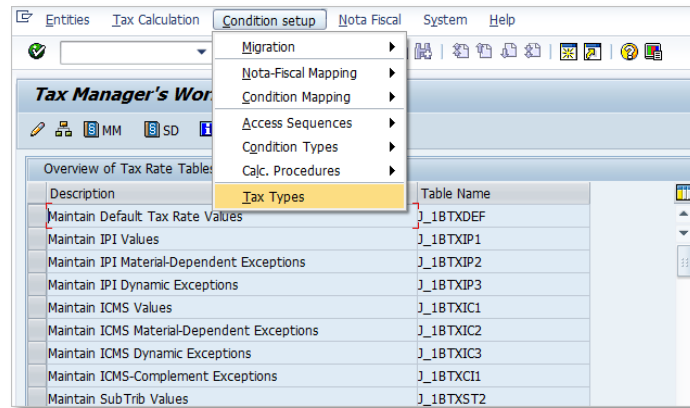 Entities Tax Calculation Condition setup Nota Fiscal System Help
Migration
Nota-Fiscal Mapping
Condition Mapping
Access Sequences
Condition Types
Calc. Procedures
Tax Types
Tax Manager's Wor
MM SD
Overview of Tax Rate Tables
Description Table Name
Maintain Default Tax Rate Values J_1BTXDEF
Maintain IPI Values J_1BTXIP1
Maintain IPI Material-Dependent Exceptions J_1BTXIP2
Maintain IPI Dynamic Exceptions J_1BTXIP3
Maintain ICMS Values J_1BTXIC1
Maintain ICMS Material-Dependent Exceptions J_1BTXIC2
Maintain ICMS Dynamic Exceptions J_1BTXIC3
Maintain ICMS-Complement Exceptions J_1BTXCI1
Maintain SubTrib Values J_1BTXST2